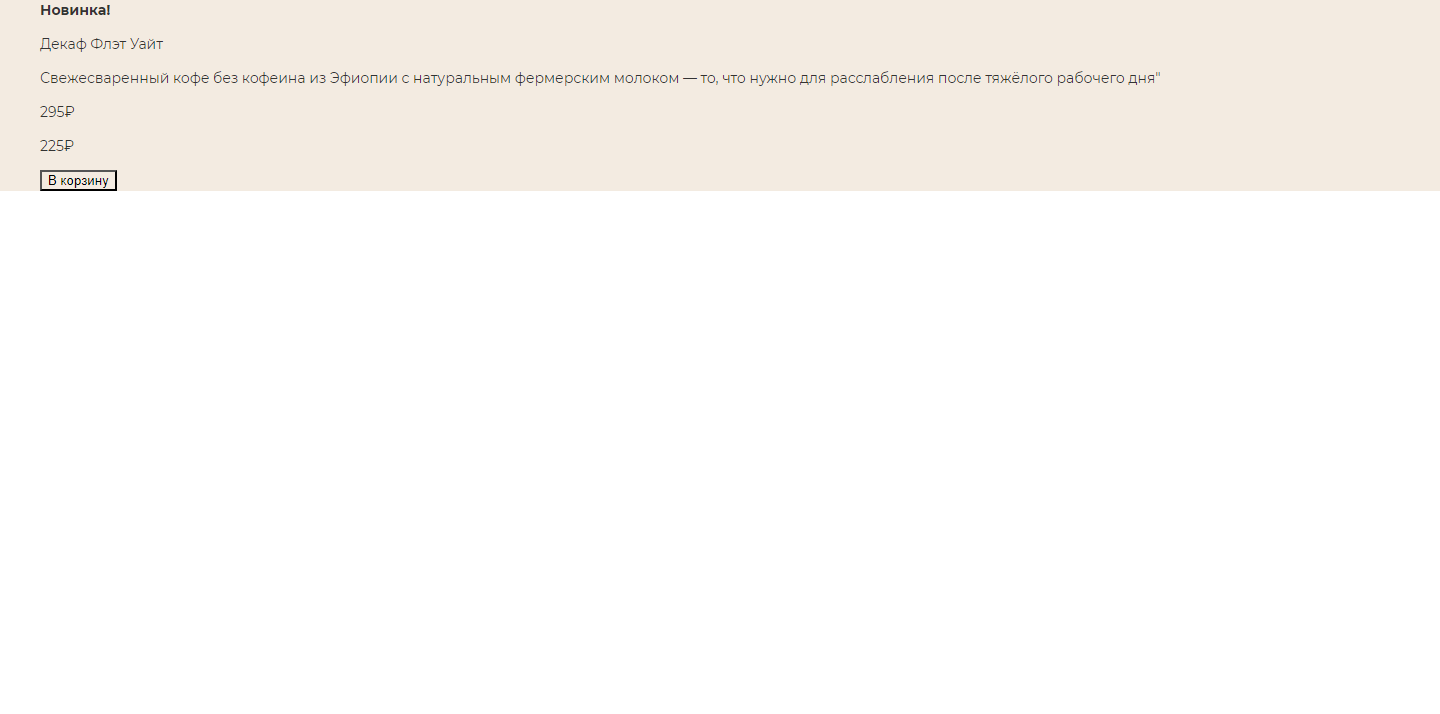 Новинка!
Декаф Флэт Уайт
Свежесваренный кофе без кофеина из Эфиопии с натуральным фермерским молоком — то, что нужно для расслабления после тяжёлого рабочего дня"
295₽
225₽
В корзину